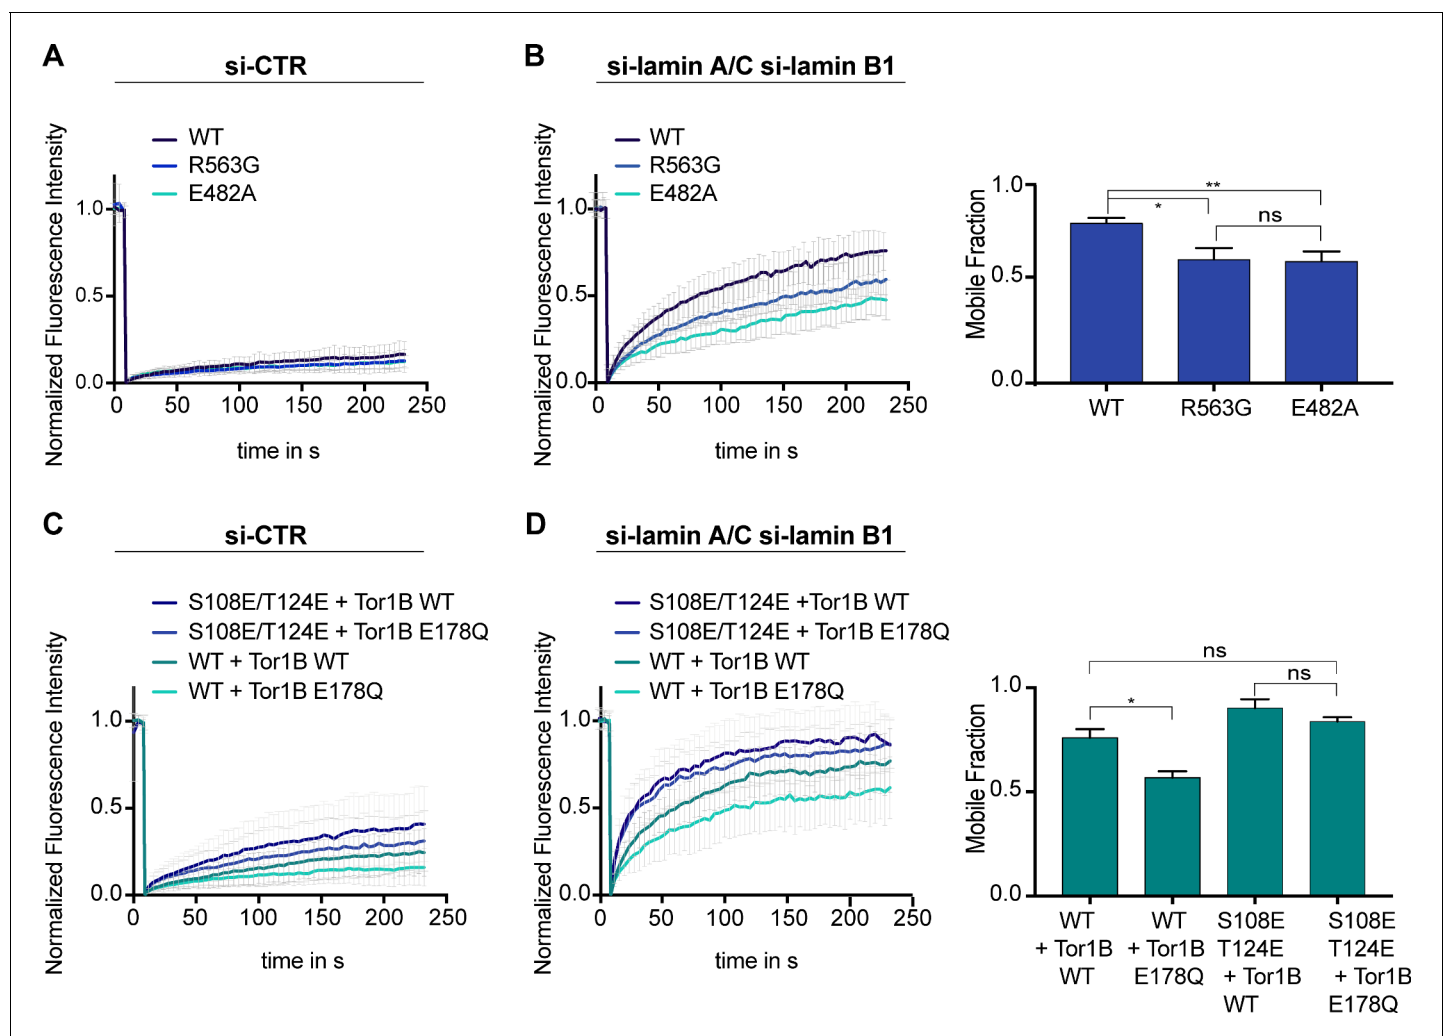 A
si-CTR
Normalized Fluorescence Intensity
WT
R563G
E482A
1.0
0.5
0.0
0 50 100 150 200 250
time in s
B
si-lamin A/C si-lamin B1
Normalized Fluorescence Intensity
WT
R563G
E482A
1.0
0.5
0.0
0 50 100 150 200 250
time in s
Mobile Fraction
1.0
0.5
0.0
**
*
ns
WT R563G E482A
C
si-CTR
Normalized Fluorescence Intensity
S108E/T124E + Tor1B WT
S108E/T124E + Tor1B E178Q
WT + Tor1B WT
WT + Tor1B E178Q
1.0
0.5
0.0
0 50 100 150 200 250
time in s
D
si-lamin A/C si-lamin B1
Normalized Fluorescence Intensity
S108E/T124E +Tor1B WT
S108E/T124E + Tor1B E178Q
WT + Tor1B WT
WT + Tor1B E178Q
1.0
0.5
0.0
0 50 100 150 200 250
time in s
Mobile Fraction
1.0
0.5
0.0
ns
ns
*
WT
+ Tor1B
WT
WT
+ Tor1B
E178Q
S108E
T124E
+ Tor1B
WT
S108E
T124E
+ Tor1B
E178Q